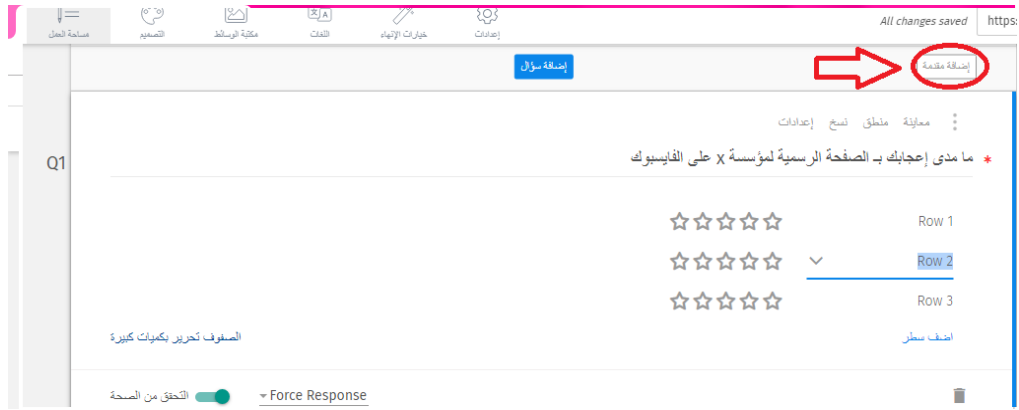 All changes saved
https:
إعدادات
خيارات الإنهاء
اللغات
مكتبة الوسائط
التصميم
مساحة العمل
إضافة مقدمة
إضافة سؤال
معاينة منطق نسخ إعدادات
Q1
* ما مدى إعجابك بـ الصفحة الرسمية لمؤسسة x على الفايسبوك
Row 1
Row 2
Row 3
اضف سطر
الصفوف تحرير بكميات كبيرة
Force Response
التحقق من الصحة